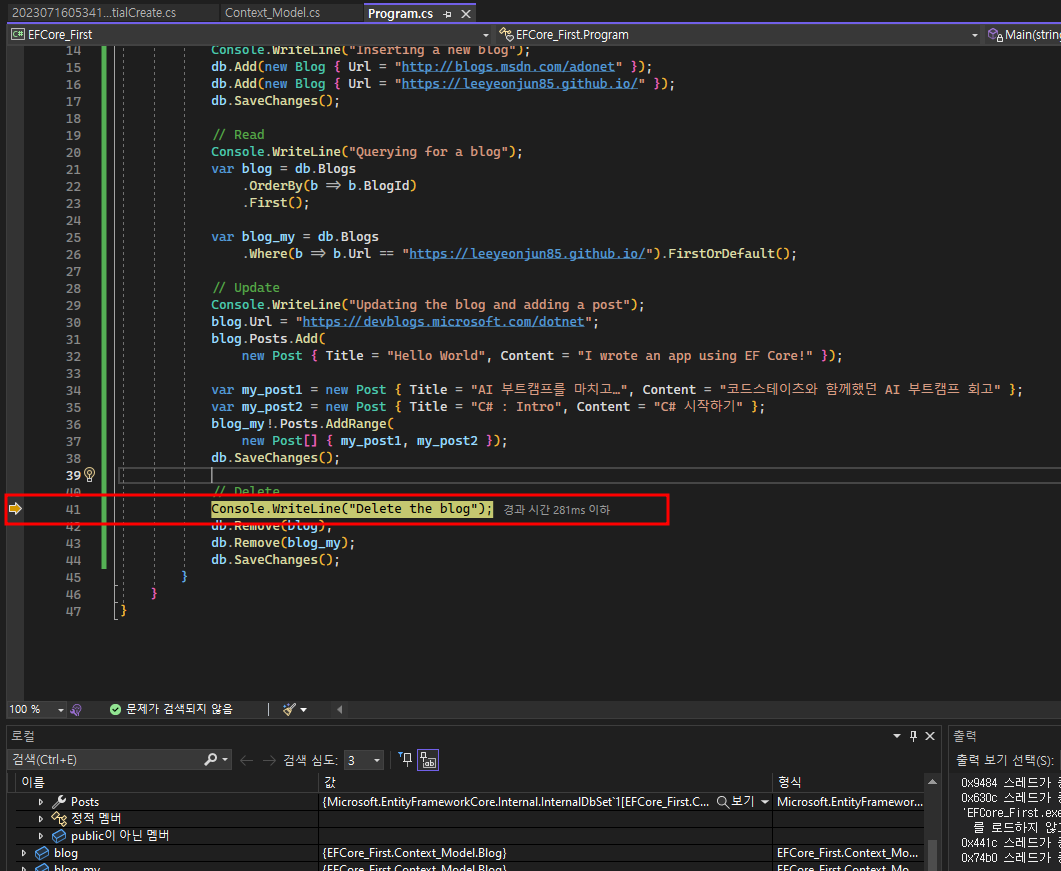 2023071605341...tialCreate.cs Context_Model.cs Program.cs
C# EFCore_First EFCore_First.Program Main(string
14 Console.WriteLine("Inserting a new blog");
15 db.Add(new Blog { Url = "http://blogs.msdn.com/adonet" });
16 db.Add(new Blog { Url = "https://leeyeonjun85.github.io/" });
17 db.SaveChanges();
18
19 // Read
20 Console.WriteLine("Querying for a blog");
21 var blog = db.Blogs
22 .OrderBy(b => b.BlogId)
23 .First();
24
25 var blog_my = db.Blogs
26 .Where(b => b.Url == "https://leeyeonjun85.github.io/").FirstOrDefault();
27
28 // Update
29 Console.WriteLine("Updating the blog and adding a post");
30 blog.Url = "https://devblogs.microsoft.com/dotnet";
31 blog.Posts.Add(
32 new Post { Title = "Hello World", Content = "I wrote an app using EF Core!" });
33
34 var my_post1 = new Post { Title = "AI 부트캠프를 마치고…", Content = "코드스테이츠와 함께했던 AI 부트캠프 회고" };
35 var my_post2 = new Post { Title = "C# : Intro", Content = "C# 시작하기" };
36 blog_my!.Posts.AddRange(
37 new Post[] { my_post1, my_post2 });
38 db.SaveChanges();
39
40 // Delete
41 Console.WriteLine("Delete the blog"); 경과 시간 281ms 이하
42 db.Remove(blog);
43 db.Remove(blog_my);
44 db.SaveChanges();
45 }
46 }
47 }
100 % 문제가 검색되지 않음
로컬
검색(Ctrl+E) 검색 심도: 3
이름 값 형식
Posts {Microsoft.EntityFrameworkCore.Internal.InternalDbSet`1[EFCore_First.C... 보기 Microsoft.EntityFramewor...
정적 멤버
public이 아닌 멤버
blog {EFCore_First.Context_Model.Blog} EFCore_First.Context_Mo...
blog_my {EFCore_First.Context_Model.Blog} EFCore_First.Context_Mo...
출력
출력 보기 선택(S):
0x9484 스레드가
0x630c 스레드가
'EFCore_First.exe
를 로드하지 않고
0x441c 스레드가
0x74b0 스레드가